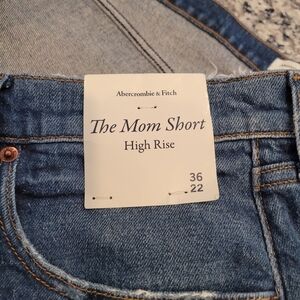 Abercrombie & Fitch
The Mom Short
High Rise
36
22